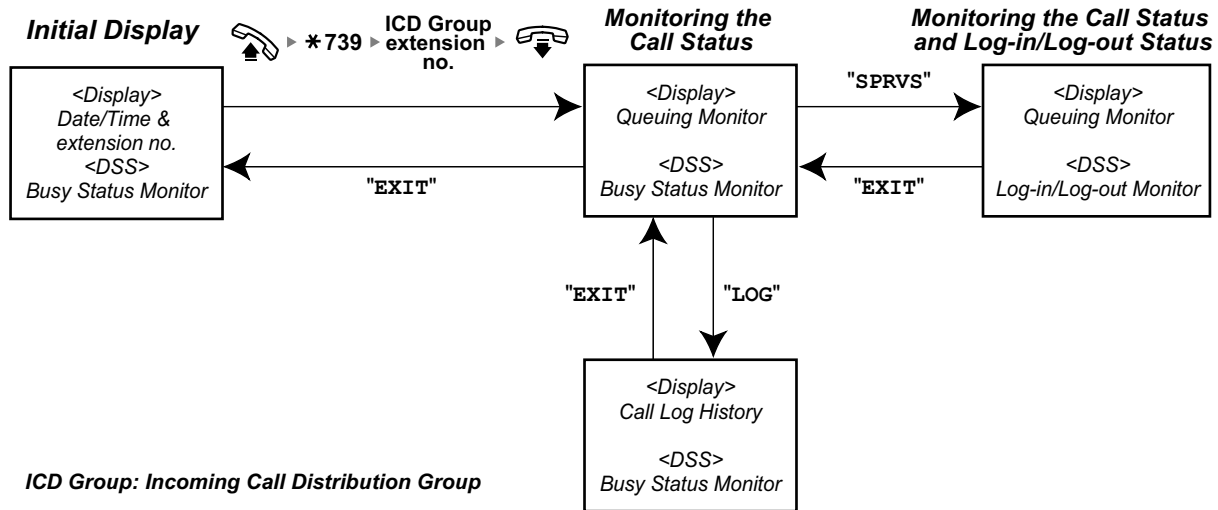 Initial Display
*739
ICD Group
extension
no.
Monitoring the
Call Status
Monitoring the Call Status
and Log-in/Log-out Status
<Display>
Date/Time &
extension no.
<DSS>
Busy Status Monitor
"EXIT"
<Display>
Queuing Monitor
<DSS>
Busy Status Monitor
"SPRVS"
"EXIT"
<Display>
Queuing Monitor
<DSS>
Log-in/Log-out Monitor
"EXIT"
"LOG"
<Display>
Call Log History
<DSS>
Busy Status Monitor
ICD Group: Incoming Call Distribution Group